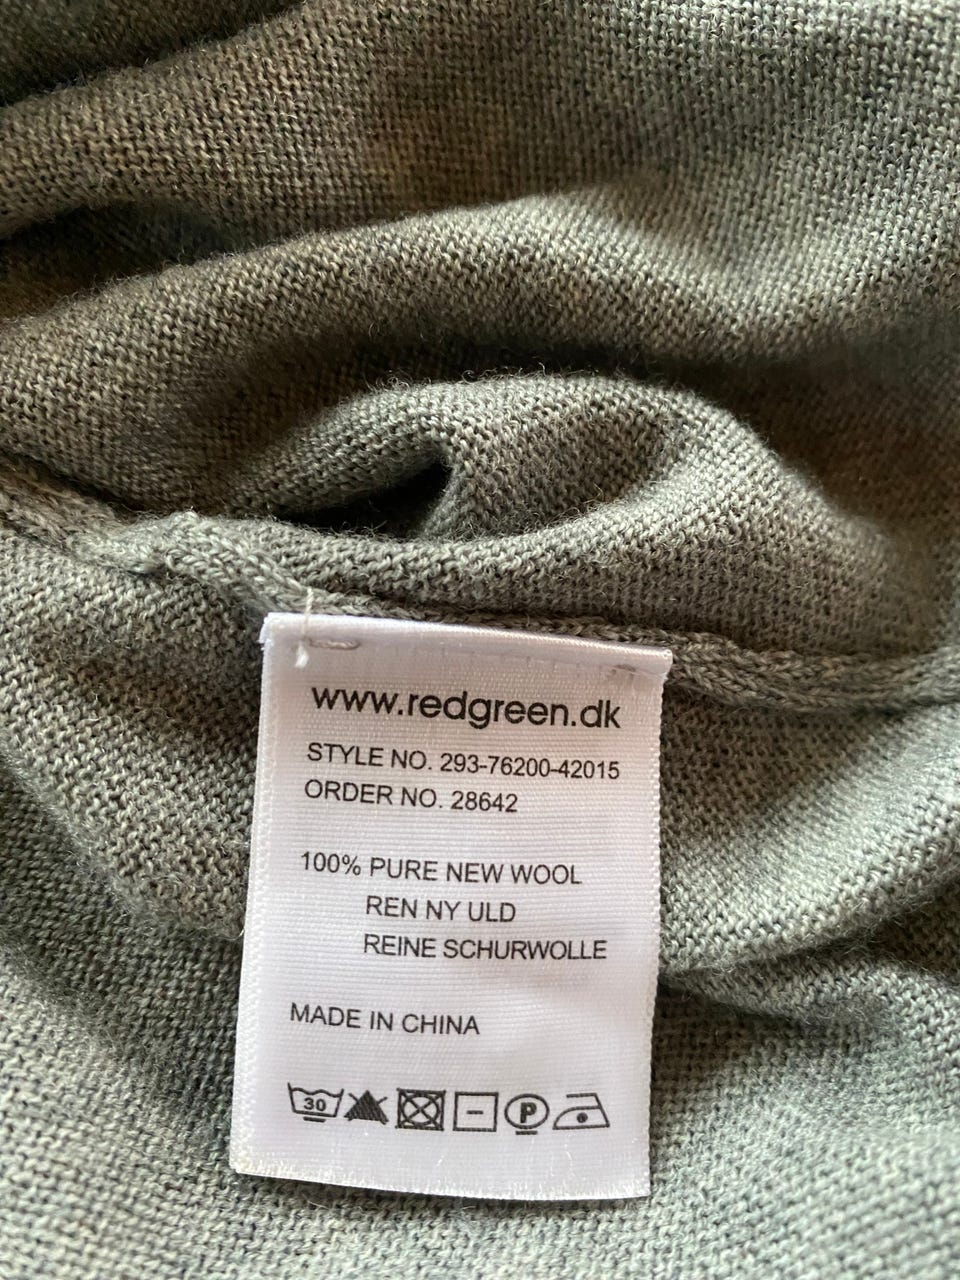 www.redgreen.dk
STYLE NO. 293-76200-42015
ORDER NO. 28642
100% PURE NEW WOOL
REN NY ULD
REINE SCHURWOLLE
MADE IN CHINA
30 P